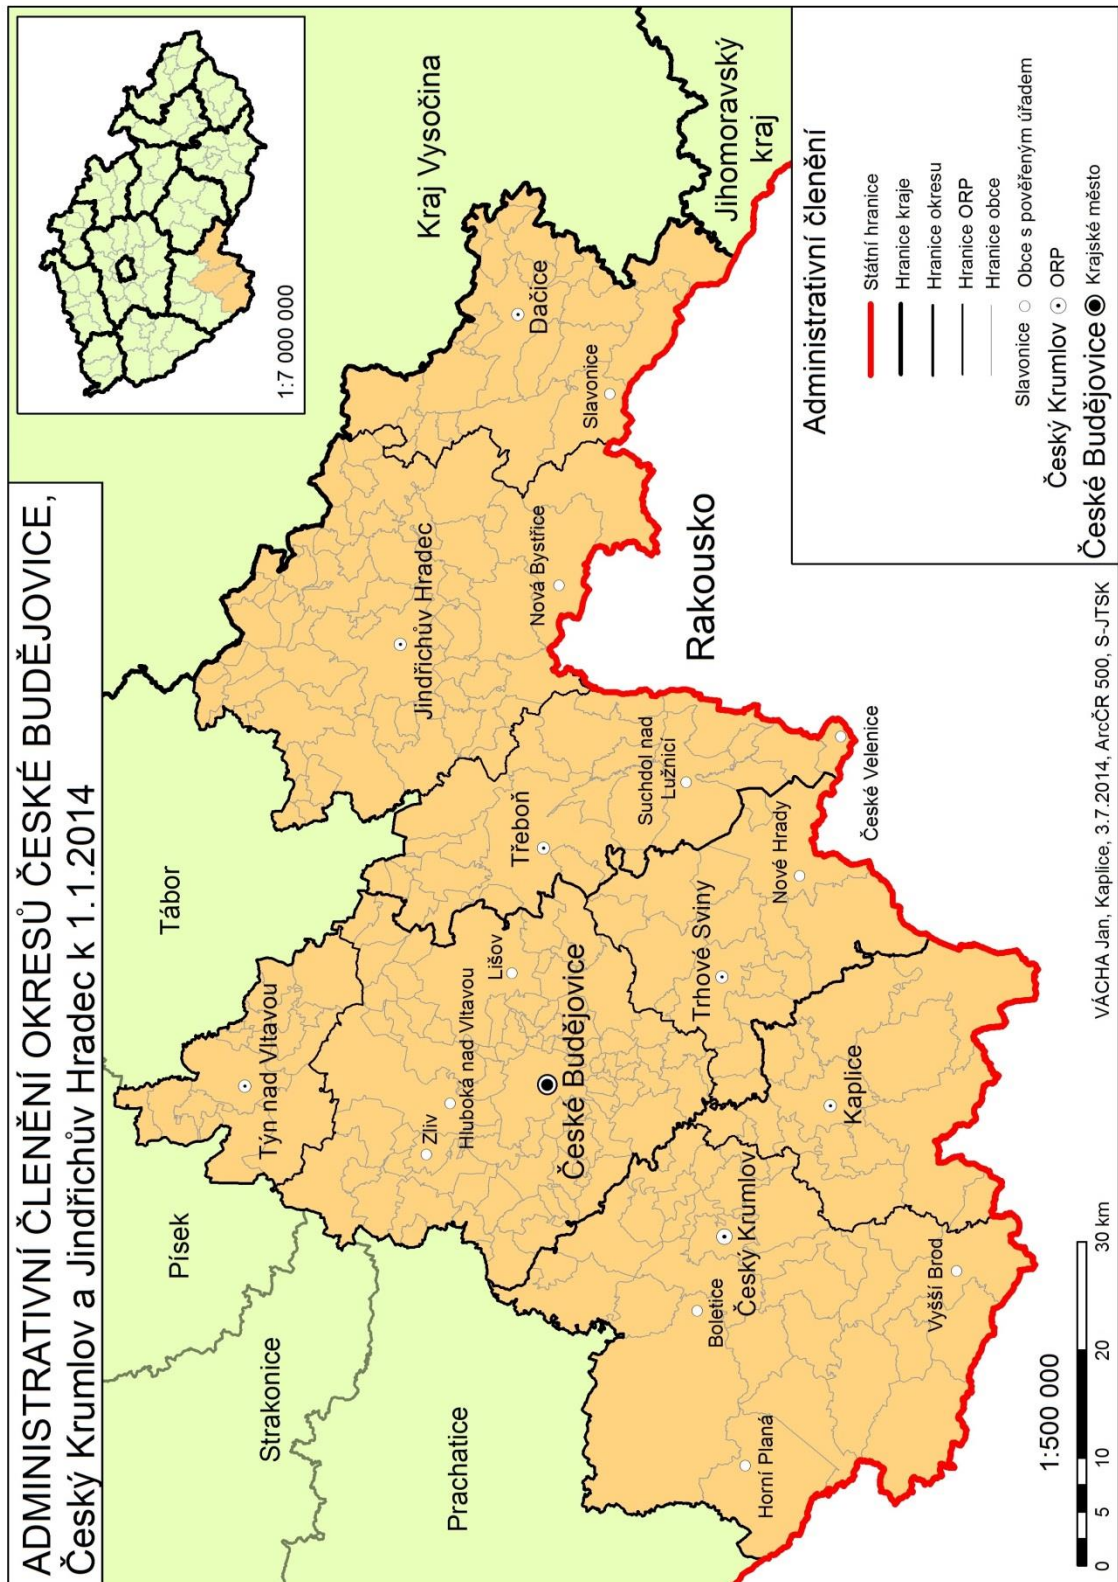 ADMINISTRATIVNÍ ČLENĚNÍ OKRESŮ ČESKÉ BUDĚJOVICE,
Český Krumlov a Jindřichův Hradec k 1.1.2014
1:7 000 000
Písek
Tábor
Strakonice
Prachatice
Kraj Vysočina
Jihomoravský
kraj
Týn nad Vltavou
Zliv
Hluboká nad Vltavou
Lišov
České Budějovice
Třeboň
Jindřichův Hradec
Dačice
Slavonice
Nová Bystřice
Suchdol nad
Lužnicí
České Velenice
Nové Hrady
Trhové Sviny
Kaplice
Český Krumlov
Boletice
Horní Planá
Vyšší Brod
Rakousko
Administrativní členění
Státní hranice
Hranice kraje
Hranice okresu
Hranice ORP
Hranice obce
Slavonice Obce s pověřeným úřadem
Český Krumlov ORP
České Budějovice Krajské město
1:500 000
0 5 10 20 30 km
VÁCHA Jan, Kaplice, 3.7.2014, ArcČR 500, S-JTSK